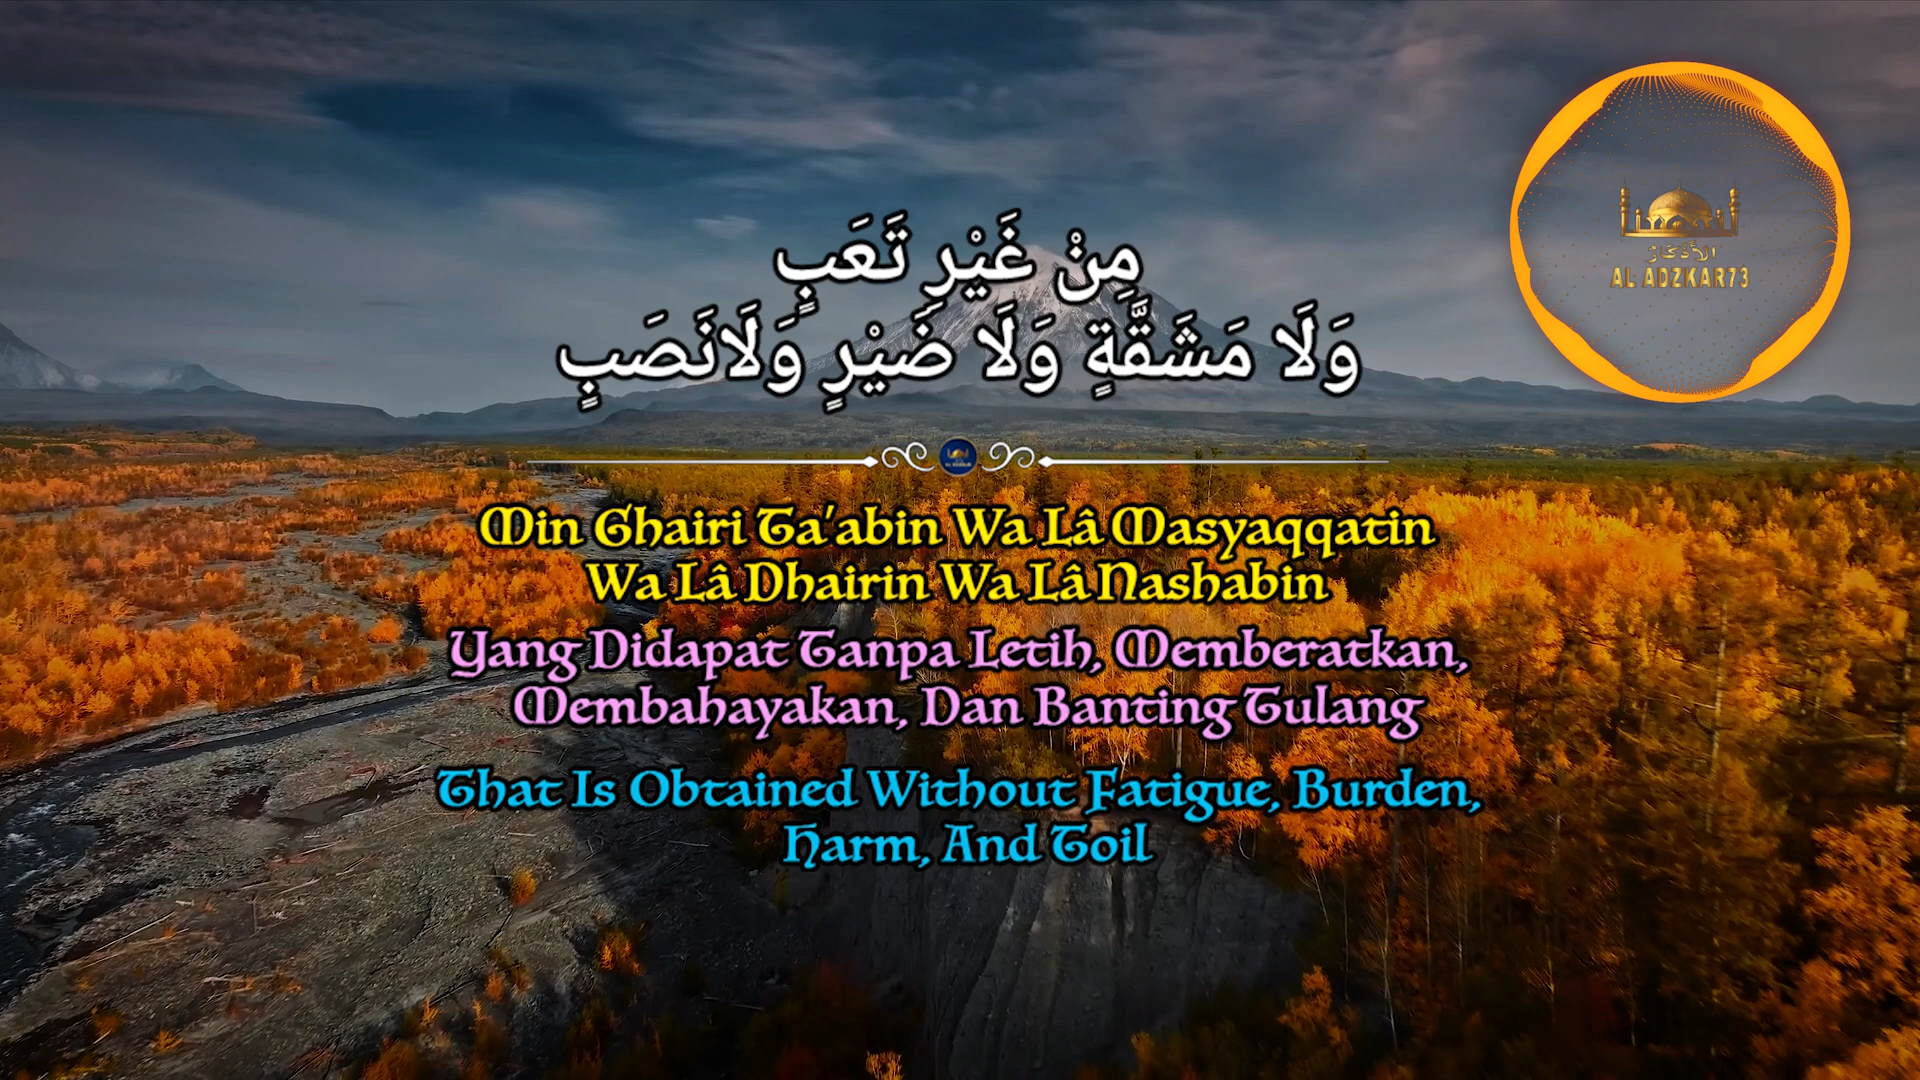 مِنْ غَيْرِ تَعَبٍ
وَلَا مَشَقَّةٍ وَلَا ضَيْرٍ وَلَانَصَبٍ
Min Ghairi Ta'abin Wa Lâ Masyaqqatin
Wa Lâ Dhairin Wa Lâ Nashabin
Yang Didapat Tanpa Letih, Memberatkan,
Membahayakan, Dan Banting Tulang
That Is Obtained Without Fatigue, Burden,
Harm, And Toil
الأذكار
AL ADZKAR73